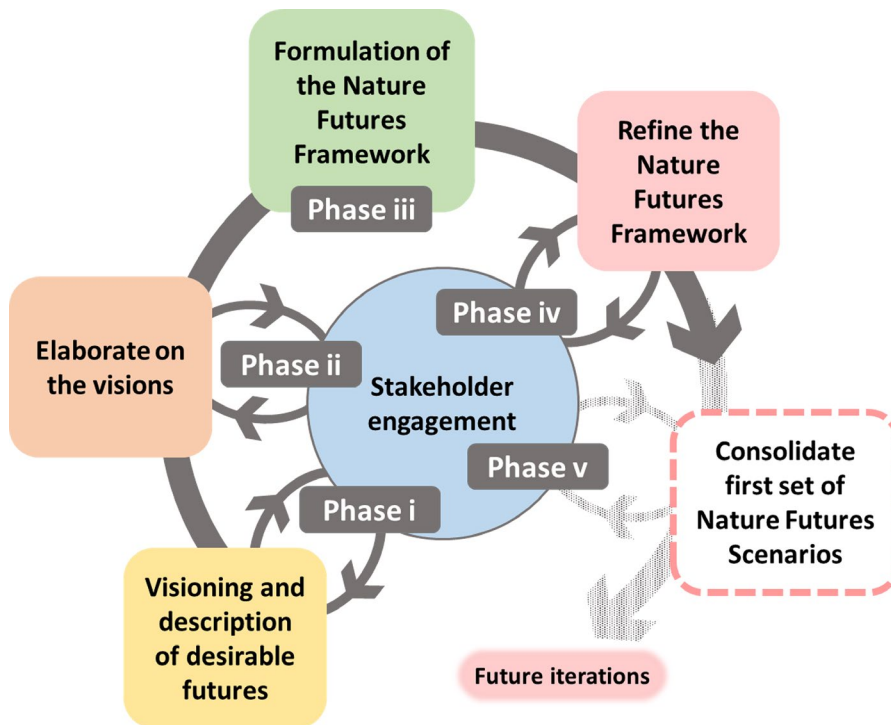 Formulation of
the Nature
Futures
Framework
Phase iii
Refine the
Nature
Futures
Framework
Phase iv
Elaborate on
the visions
Phase ii
Stakeholder
engagement
Phase v
Phase i
Consolidate
first set of
Nature Futures
Scenarios
Visioning and
description
of desirable
futures
Future iterations